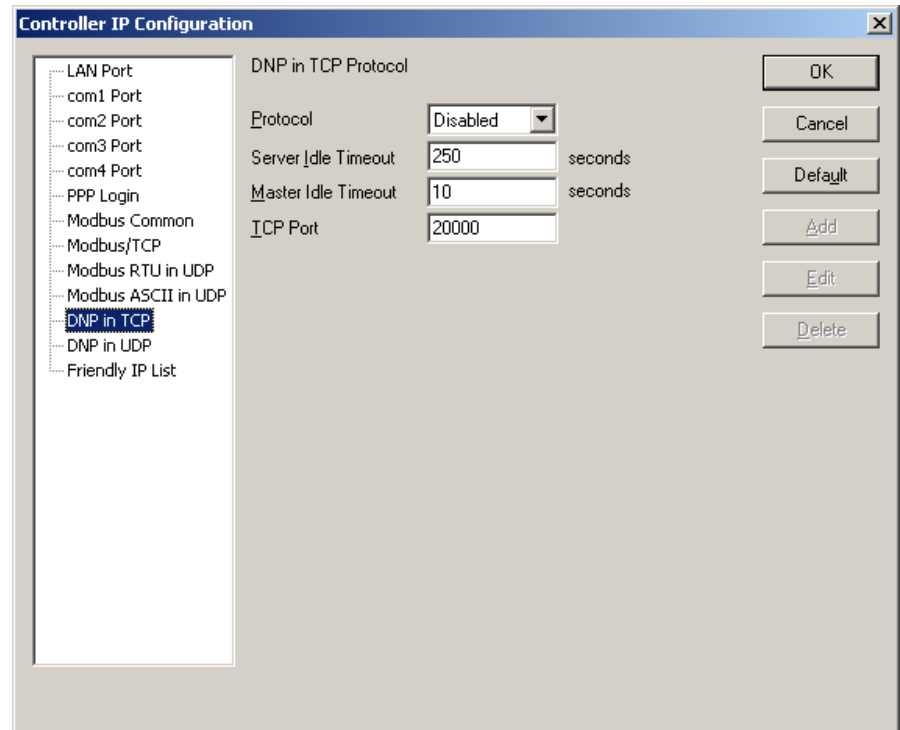 Controller IP Configuration
LAN Port
com1 Port
com2 Port
com3 Port
com4 Port
PPP Login
Modbus Common
Modbus/TCP
Modbus RTU in UDP
Modbus ASCII in UDP
DNP in TCP
DNP in UDP
Friendly IP List
DNP in TCP Protocol
Protocol Disabled
Server Idle Timeout 250 seconds
Master Idle Timeout 10 seconds
TCP Port 20000
OK
Cancel
Default
Add
Edit
Delete